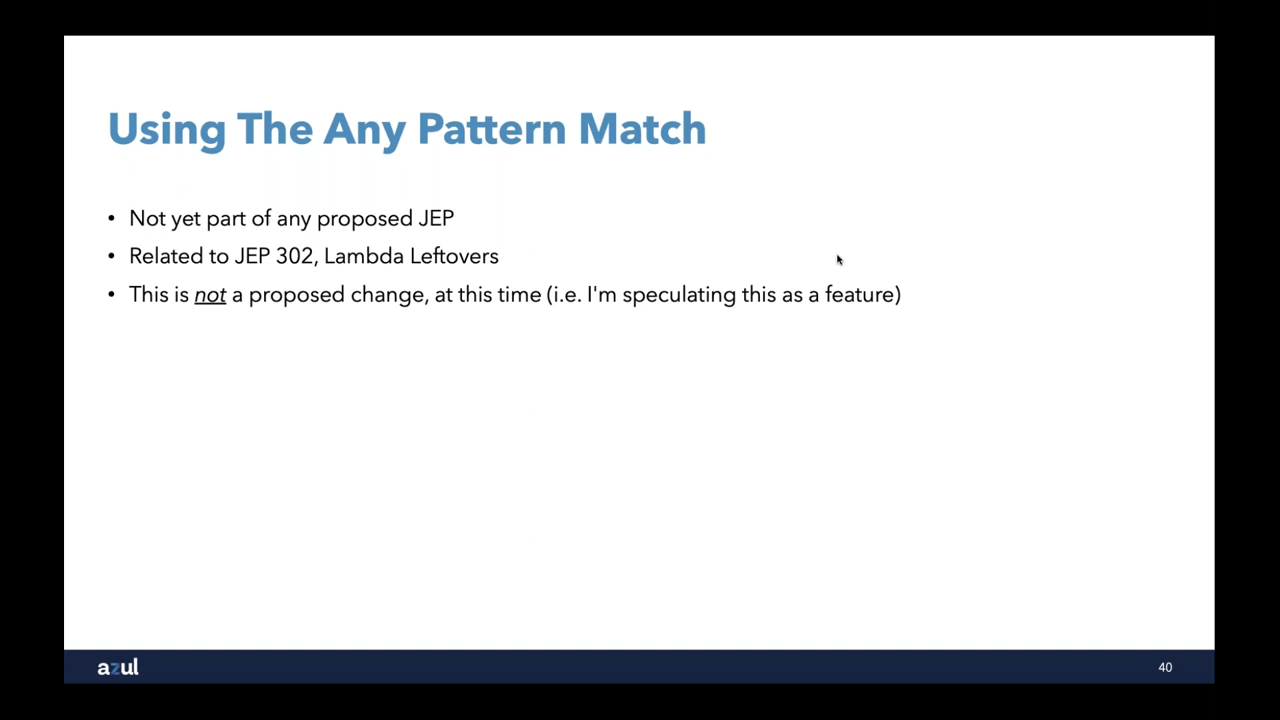 Using The Any Pattern Match
• Not yet part of any proposed JEP
• Related to JEP 302, Lambda Leftovers
• This is not a proposed change, at this time (i.e. I'm speculating this as a feature)
azul
40